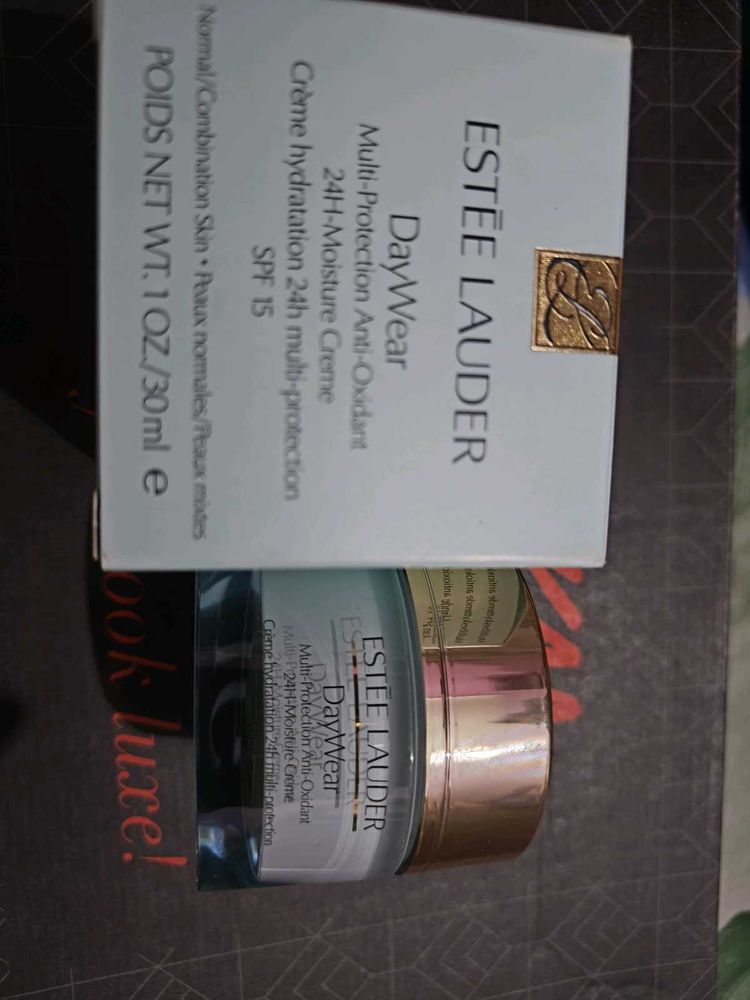 ESTĒE LAUDER
DayWear
Multi-Protection Anti-Oxidant
24H-Moisture Creme
Crème hydratation 24h multi-protection
SPF 15
Normal/Combination Skin • Peaux normales/Peaux mixtes
POIDS NET WT. 1 OZ./30ml ℮
ESTĒE LAUDER
DayWear
Multi-Protection Anti-Oxidant
24H-Moisture Creme
Crème hydratation 24h multi-protection
ook luxe!